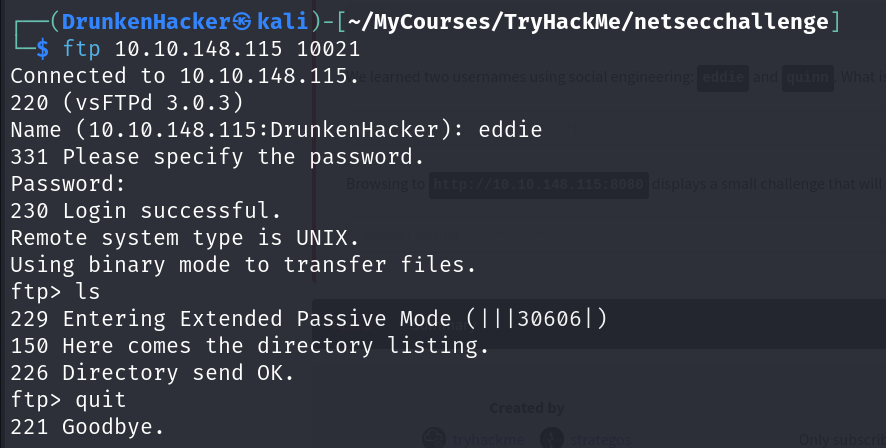 ┌──(DrunkenHacker㉿kali)-[~/MyCourses/TryHackMe/netsecchallenge]
└─$ ftp 10.10.148.115 10021
Connected to 10.10.148.115.
220 (vsFTPd 3.0.3)
Name (10.10.148.115:DrunkenHacker): eddie
331 Please specify the password.
Password:
230 Login successful.
Remote system type is UNIX.
Using binary mode to transfer files.
ftp> ls
229 Entering Extended Passive Mode (|||30606|)
150 Here comes the directory listing.
226 Directory send OK.
ftp> quit
221 Goodbye.
learned two usernames using social engineering: eddie and quinn. What is
Browsing to http://10.10.148.115:8080 displays a small challenge that will
Created by
tryhackme strategos
Only